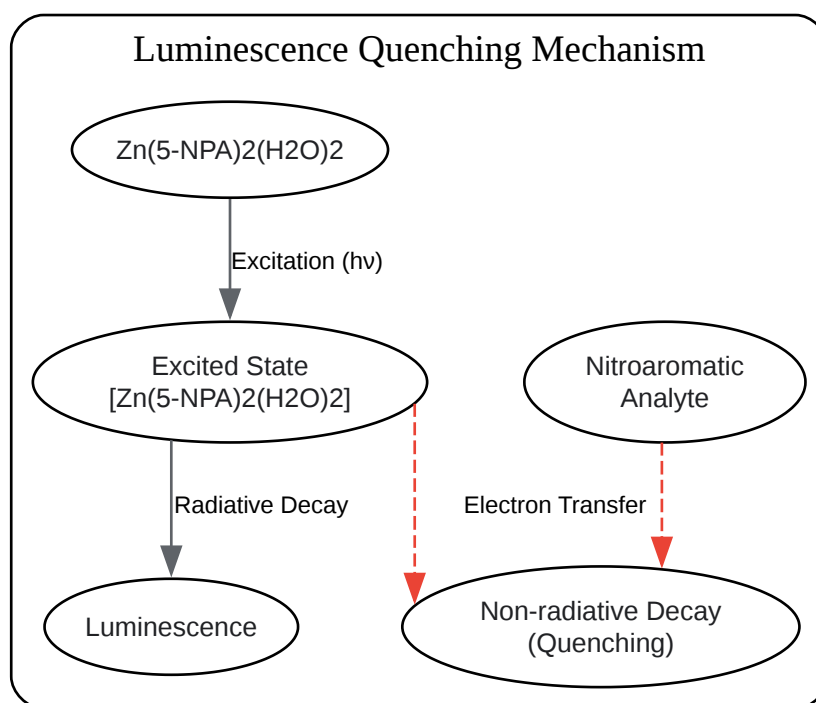 Luminescence Quenching Mechanism
Zn(5-NPA)2(H2O)2
Excitation (hν)
Excited State
[Zn(5-NPA)2(H2O)2]
Nitroaromatic
Analyte
Radiative Decay
Electron Transfer
Luminescence
Non-radiative Decay
(Quenching)